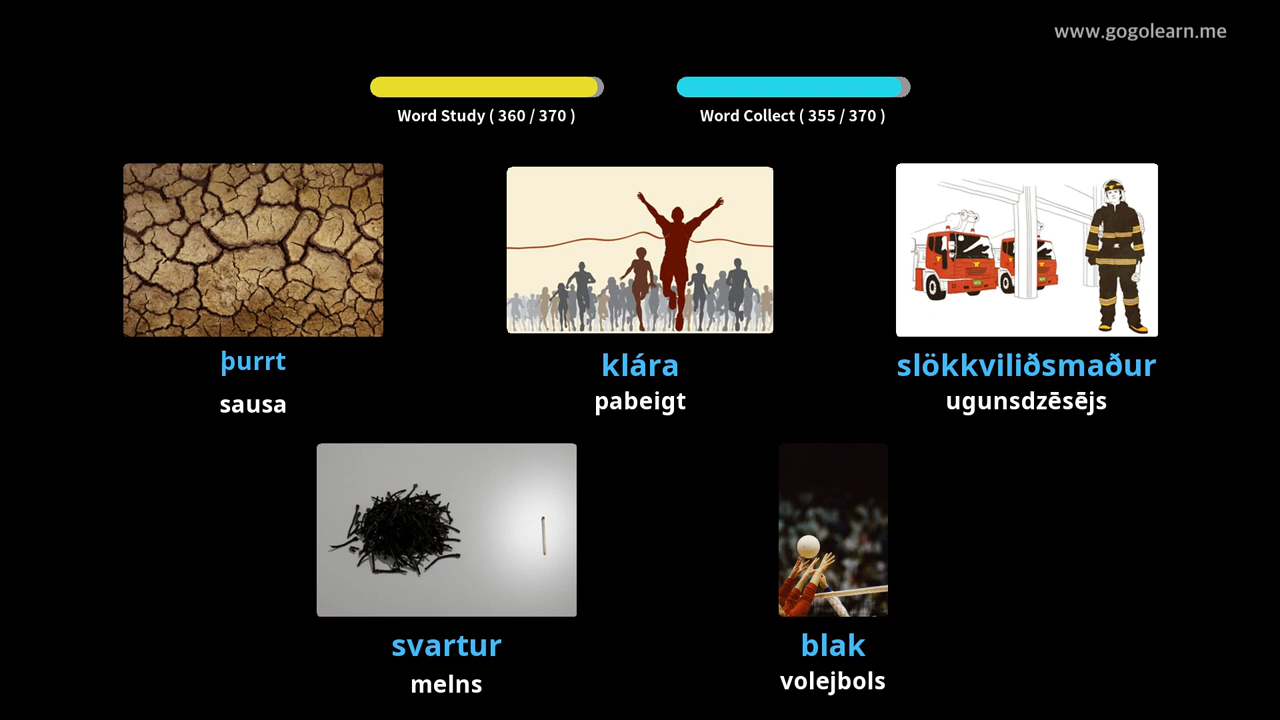 www.gogolearn.me
Word Study ( 360 / 370 )
Word Collect ( 355 / 370 )
þurrt
sausa
klára
pabeigt
slökkviliðsmaður
ugunsdzēsējs
svartur
melns
blak
volejbols